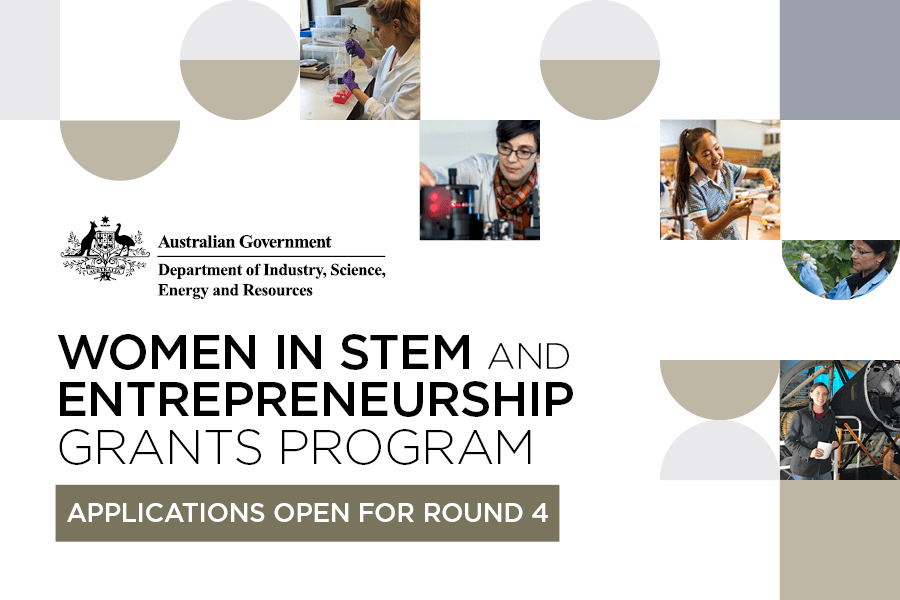 Australian Government
Department of Industry, Science,
Energy and Resources
WOMEN IN STEM AND
ENTREPRENEURSHIP
GRANTS PROGRAM
APPLICATIONS OPEN FOR ROUND 4